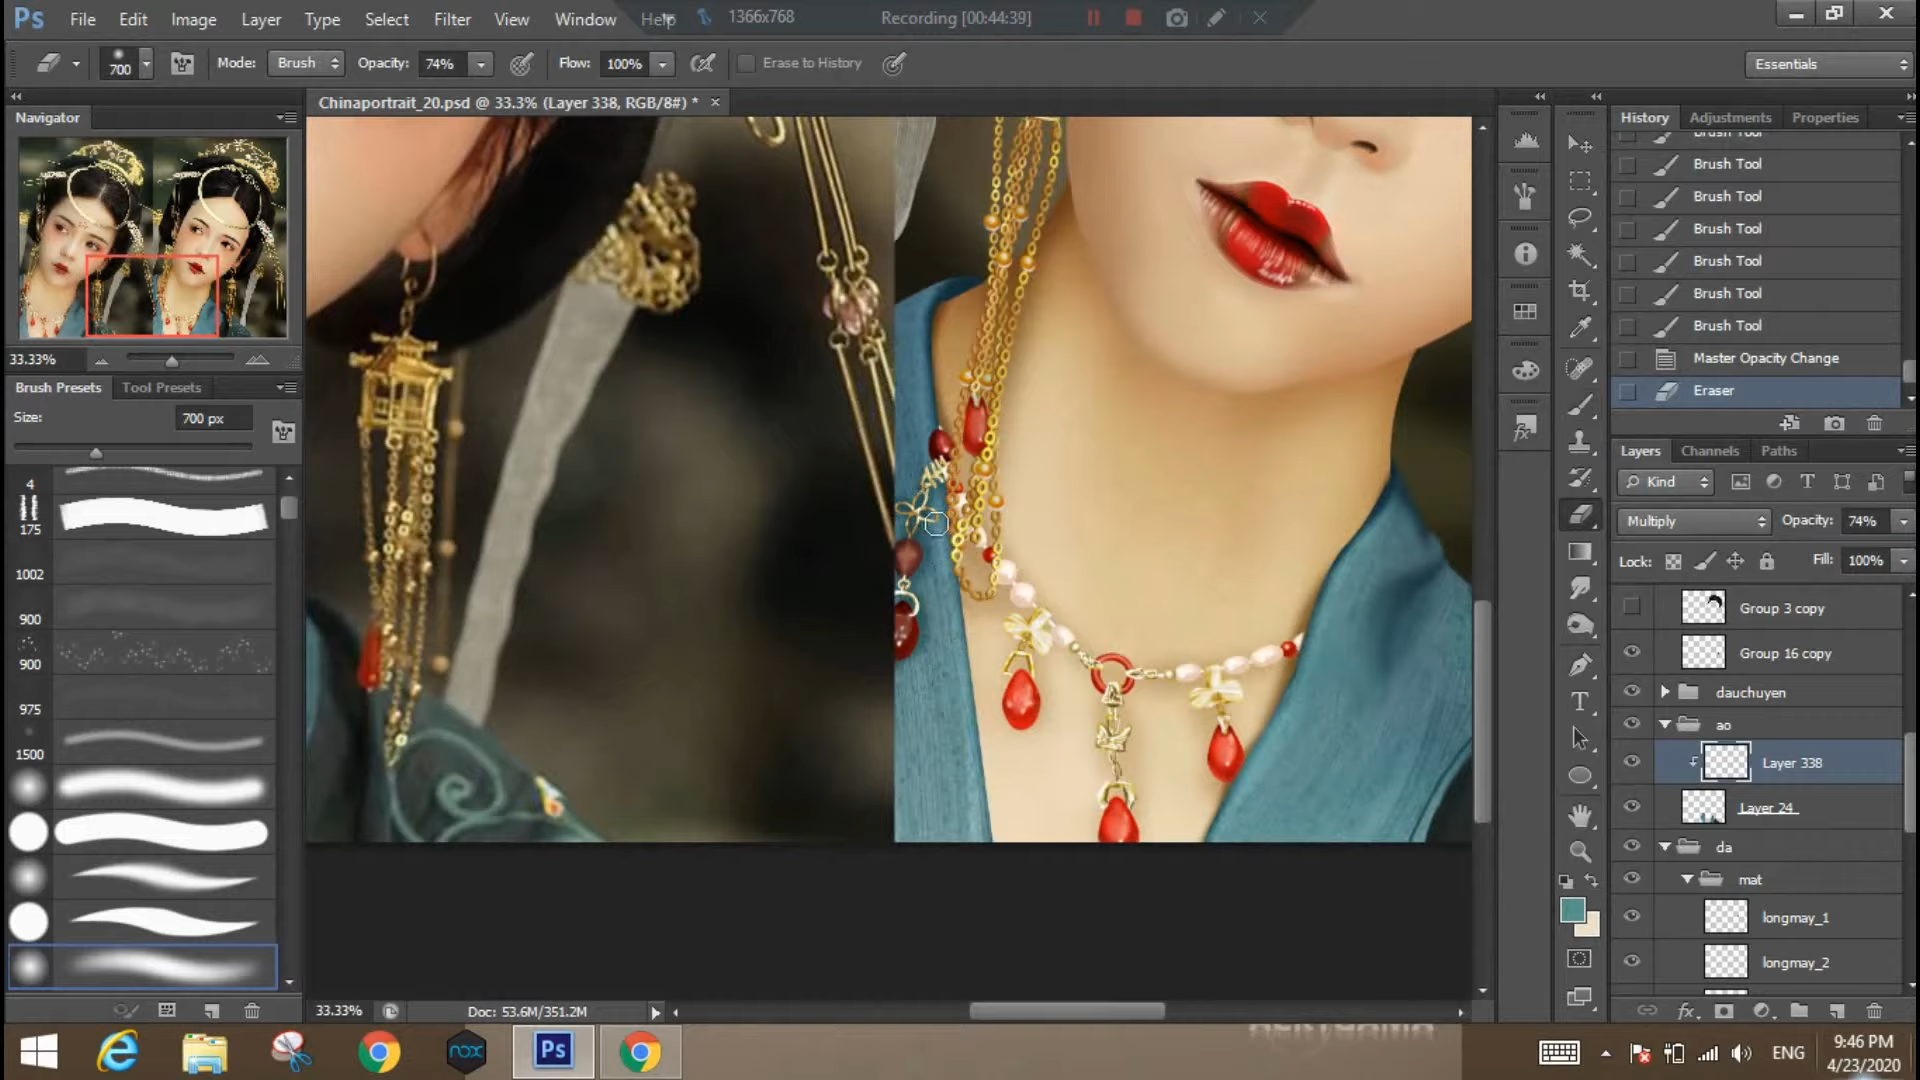 Ps File Edit Image Layer Type Select Filter View Window Help 1366x768 Recording [00:44:39]
700 Mode: Brush Opacity: 74% Flow: 100% Erase to History Essentials
Navigator
Chinaportrait_20.psd @ 33.3% (Layer 338, RGB/8#) *
33.33%
Brush Presets Tool Presets
Size: 700 px
4
175
1002
900
900
975
1500
History Adjustments Properties
Brush Tool
Brush Tool
Brush Tool
Brush Tool
Brush Tool
Brush Tool
Brush Tool
Master Opacity Change
Eraser
Layers Channels Paths
Kind
Multiply Opacity: 74%
Lock: Fill: 100%
Group 3 copy
Group 16 copy
dauchuyen
ao
Layer 338
Layer 24
da
mat
longmay_1
longmay_2
33.33% Doc: 53.6M/351.2M
nox Ps ENG 9:46 PM
4/23/2020